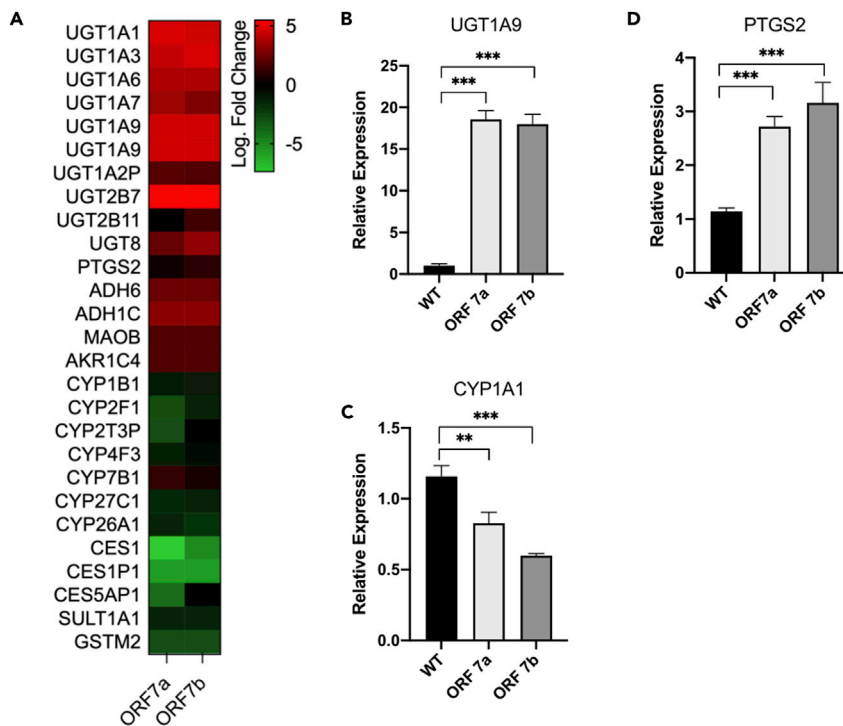 A
UGT1A1
UGT1A3
UGT1A6
UGT1A7
UGT1A9
UGT1A9
UGT1A2P
UGT2B7
UGT2B11
UGT8
PTGS2
ADH6
ADH1C
MAOB
AKR1C4
CYP1B1
CYP2F1
CYP2T3P
CYP4F3
CYP7B1
CYP27C1
CYP26A1
CES1
CES1P1
CES5AP1
SULT1A1
GSTM2
ORF7a
ORF7b
5
0
-5
Log. Fold Change
B
UGT1A9
***
***
Relative Expression
25
20
15
10
5
0
WT
ORF 7a
ORF 7b
C
CYP1A1
***
**
Relative Expression
1.5
1.0
0.5
0.0
WT
ORF 7a
ORF 7b
D
PTGS2
***
***
Relative Expression
4
3
2
1
0
WT
ORF 7a
ORF 7b